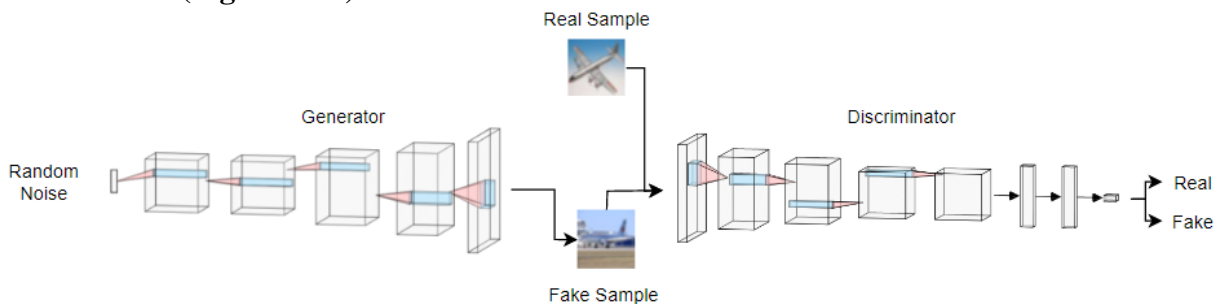 Real Sample
Generator
Discriminator
Random
Noise
Real
Fake
Fake Sample